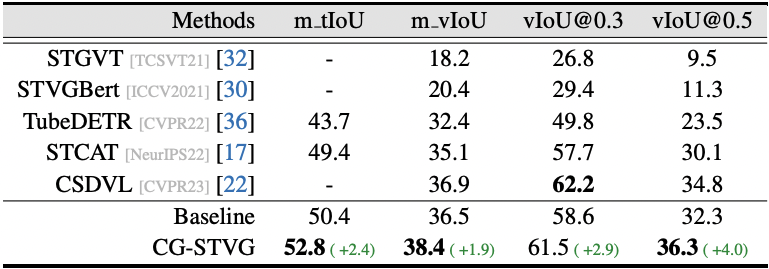 Methods m_tIoU m_vIoU vIoU@0.3 vIoU@0.5
STGVT [TCSVT21] [32] - 18.2 26.8 9.5
STVGBert [ICCV2021] [30] - 20.4 29.4 11.3
TubeDETR [CVPR22] [36] 43.7 32.4 49.8 23.5
STCAT [NeurIPS22] [17] 49.4 35.1 57.7 30.1
CSDVL [CVPR23] [22] - 36.9 62.2 34.8
Baseline 50.4 36.5 58.6 32.3
CG-STVG 52.8 ( +2.4) 38.4 ( +1.9) 61.5 ( +2.9) 36.3 ( +4.0)